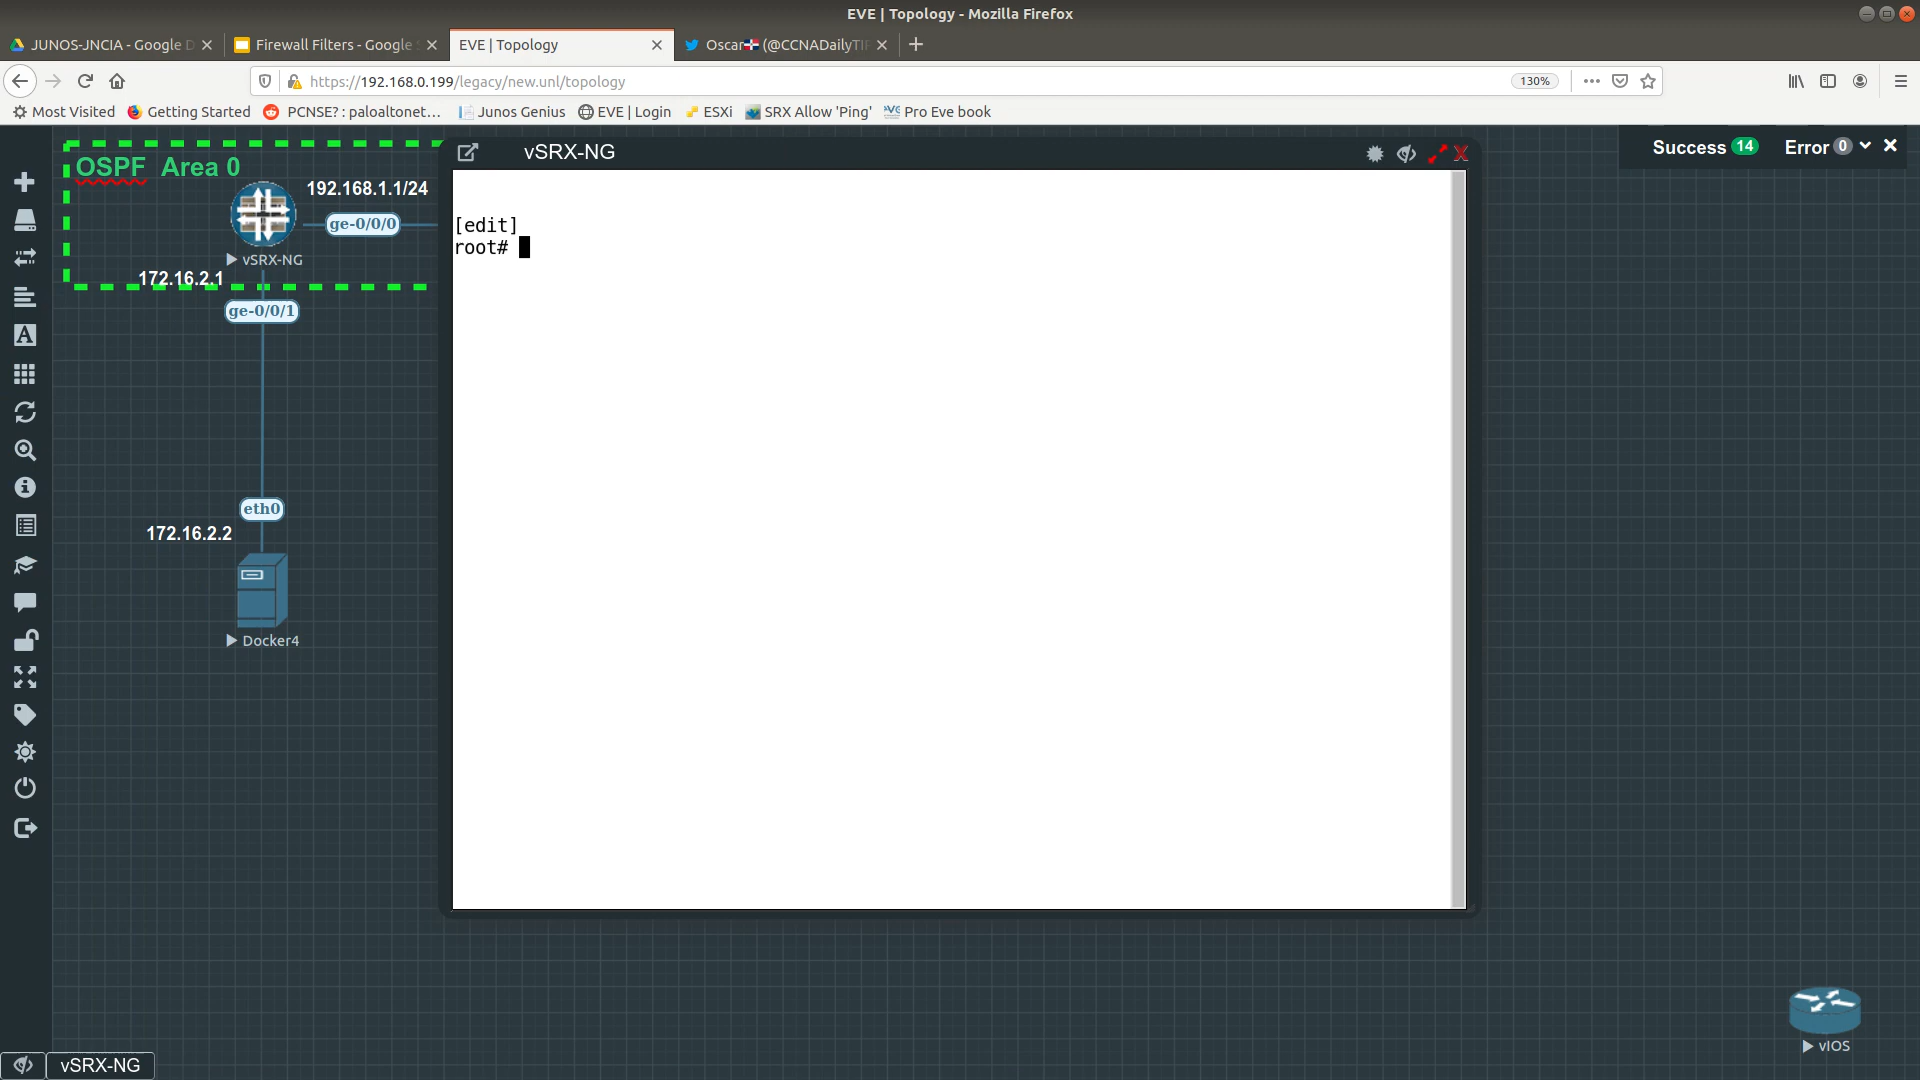 EVE | Topology - Mozilla Firefox
JUNOS-JNCIA - Google D
Firewall Filters - Google
EVE | Topology
Oscar (@CCNADailyTI
https://192.168.0.199/legacy/new.unl/topology
130%
Most Visited
Getting Started
PCNSE? : paloaltonet…
Junos Genius
EVE | Login
ESXi
SRX Allow 'Ping'
Pro Eve book
OSPF Area 0
192.168.1.1/24
ge-0/0/0
vSRX-NG
172.16.2.1
ge-0/0/1
eth0
172.16.2.2
Docker4
vSRX-NG
X
[edit]
root#
Success 14
Error 0
vIOS
vSRX-NG